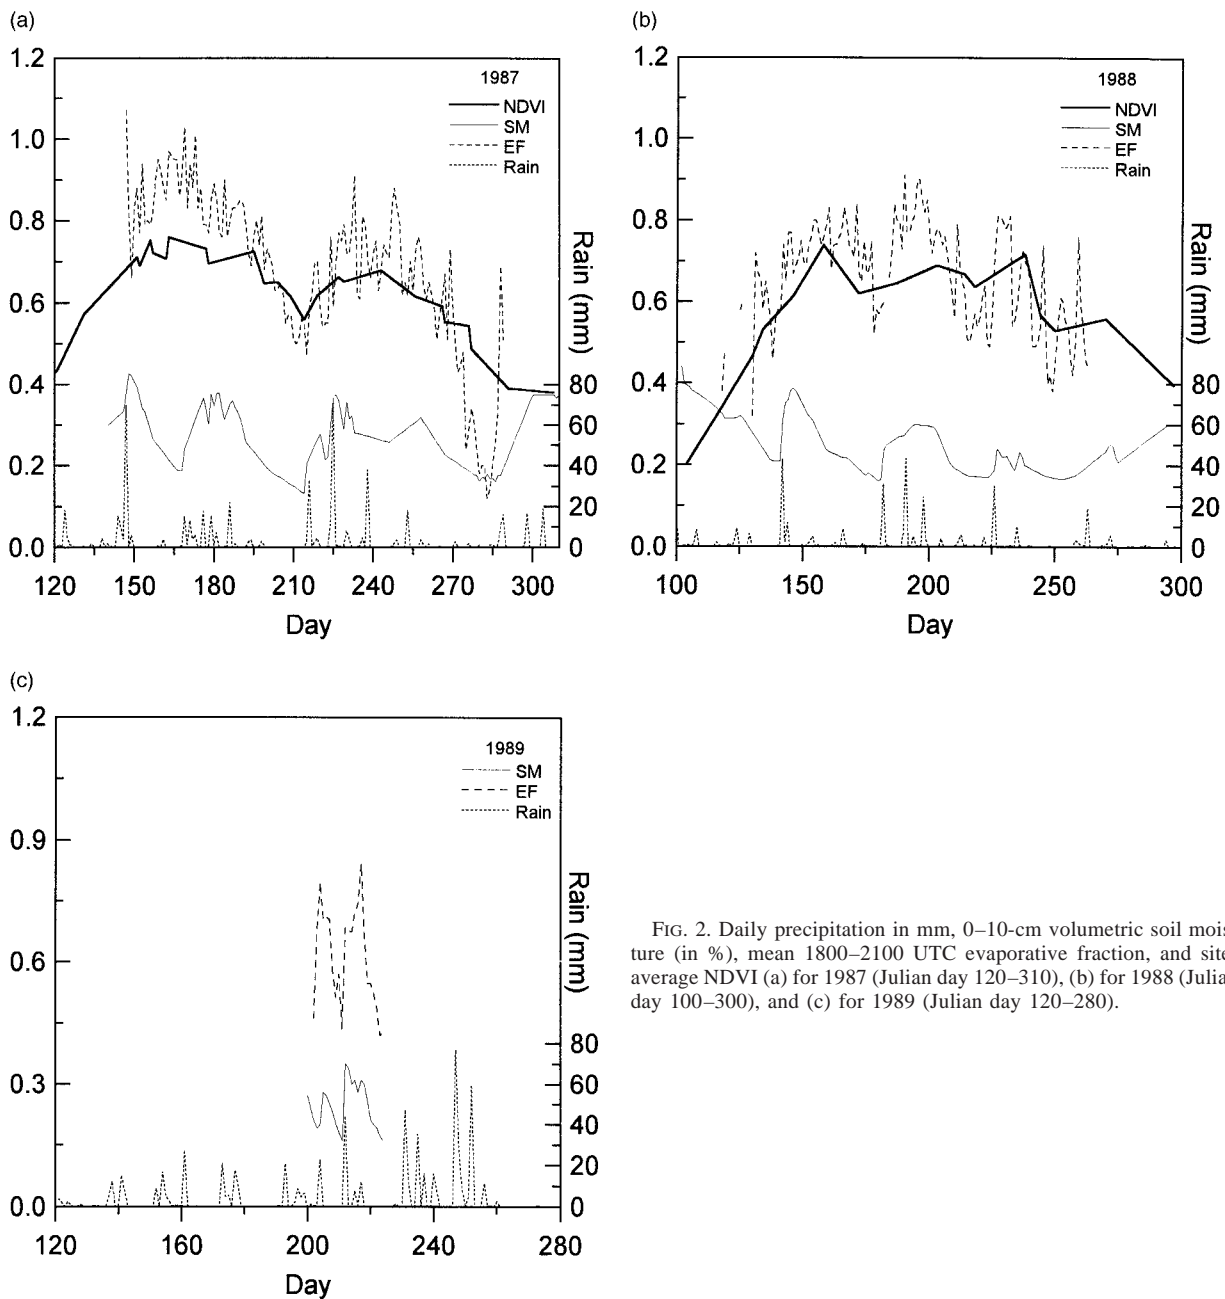 (a)
1987
NDVI
SM
EF
Rain
1.2
1.0
0.8
0.6
0.4
0.2
0.0
80
60
40
20
0
Rain (mm)
120 150 180 210 240 270 300
Day
(b)
1988
NDVI
SM
EF
Rain
1.2
1.0
0.8
0.6
0.4
0.2
0.0
80
60
40
20
0
Rain (mm)
100 150 200 250 300
Day
(c)
1989
SM
EF
Rain
1.2
0.9
0.6
0.3
0.0
80
60
40
20
0
Rain (mm)
120 160 200 240 280
Day
FIG. 2. Daily precipitation in mm, 0–10-cm volumetric soil mois-
ture (in %), mean 1800–2100 UTC evaporative fraction, and site
average NDVI (a) for 1987 (Julian day 120–310), (b) for 1988 (Julia
day 100–300), and (c) for 1989 (Julian day 120–280).